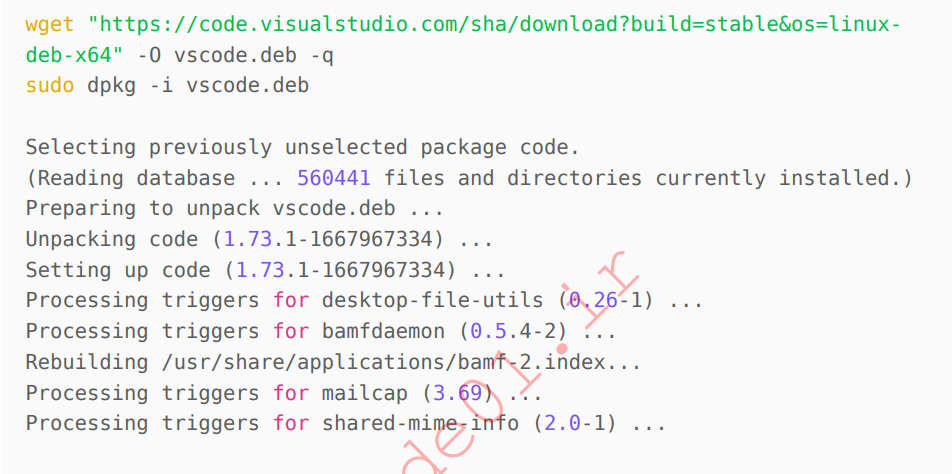 wget "https://code.visualstudio.com/sha/download?build=stable&os=linux-
deb-x64" -O vscode.deb -q
sudo dpkg -i vscode.deb
Selecting previously unselected package code.
(Reading database ... 560441 files and directories currently installed.)
Preparing to unpack vscode.deb ...
Unpacking code (1.73.1-1667967334) ...
Setting up code (1.73.1-1667967334) ...
Processing triggers for desktop-file-utils (0.26-1) ...
Processing triggers for bamfdaemon (0.5.4-2) ...
Rebuilding /usr/share/applications/bamf-2.index...
Processing triggers for mailcap (3.69) ...
Processing triggers for shared-mime-info (2.0-1) ...
de01.ir